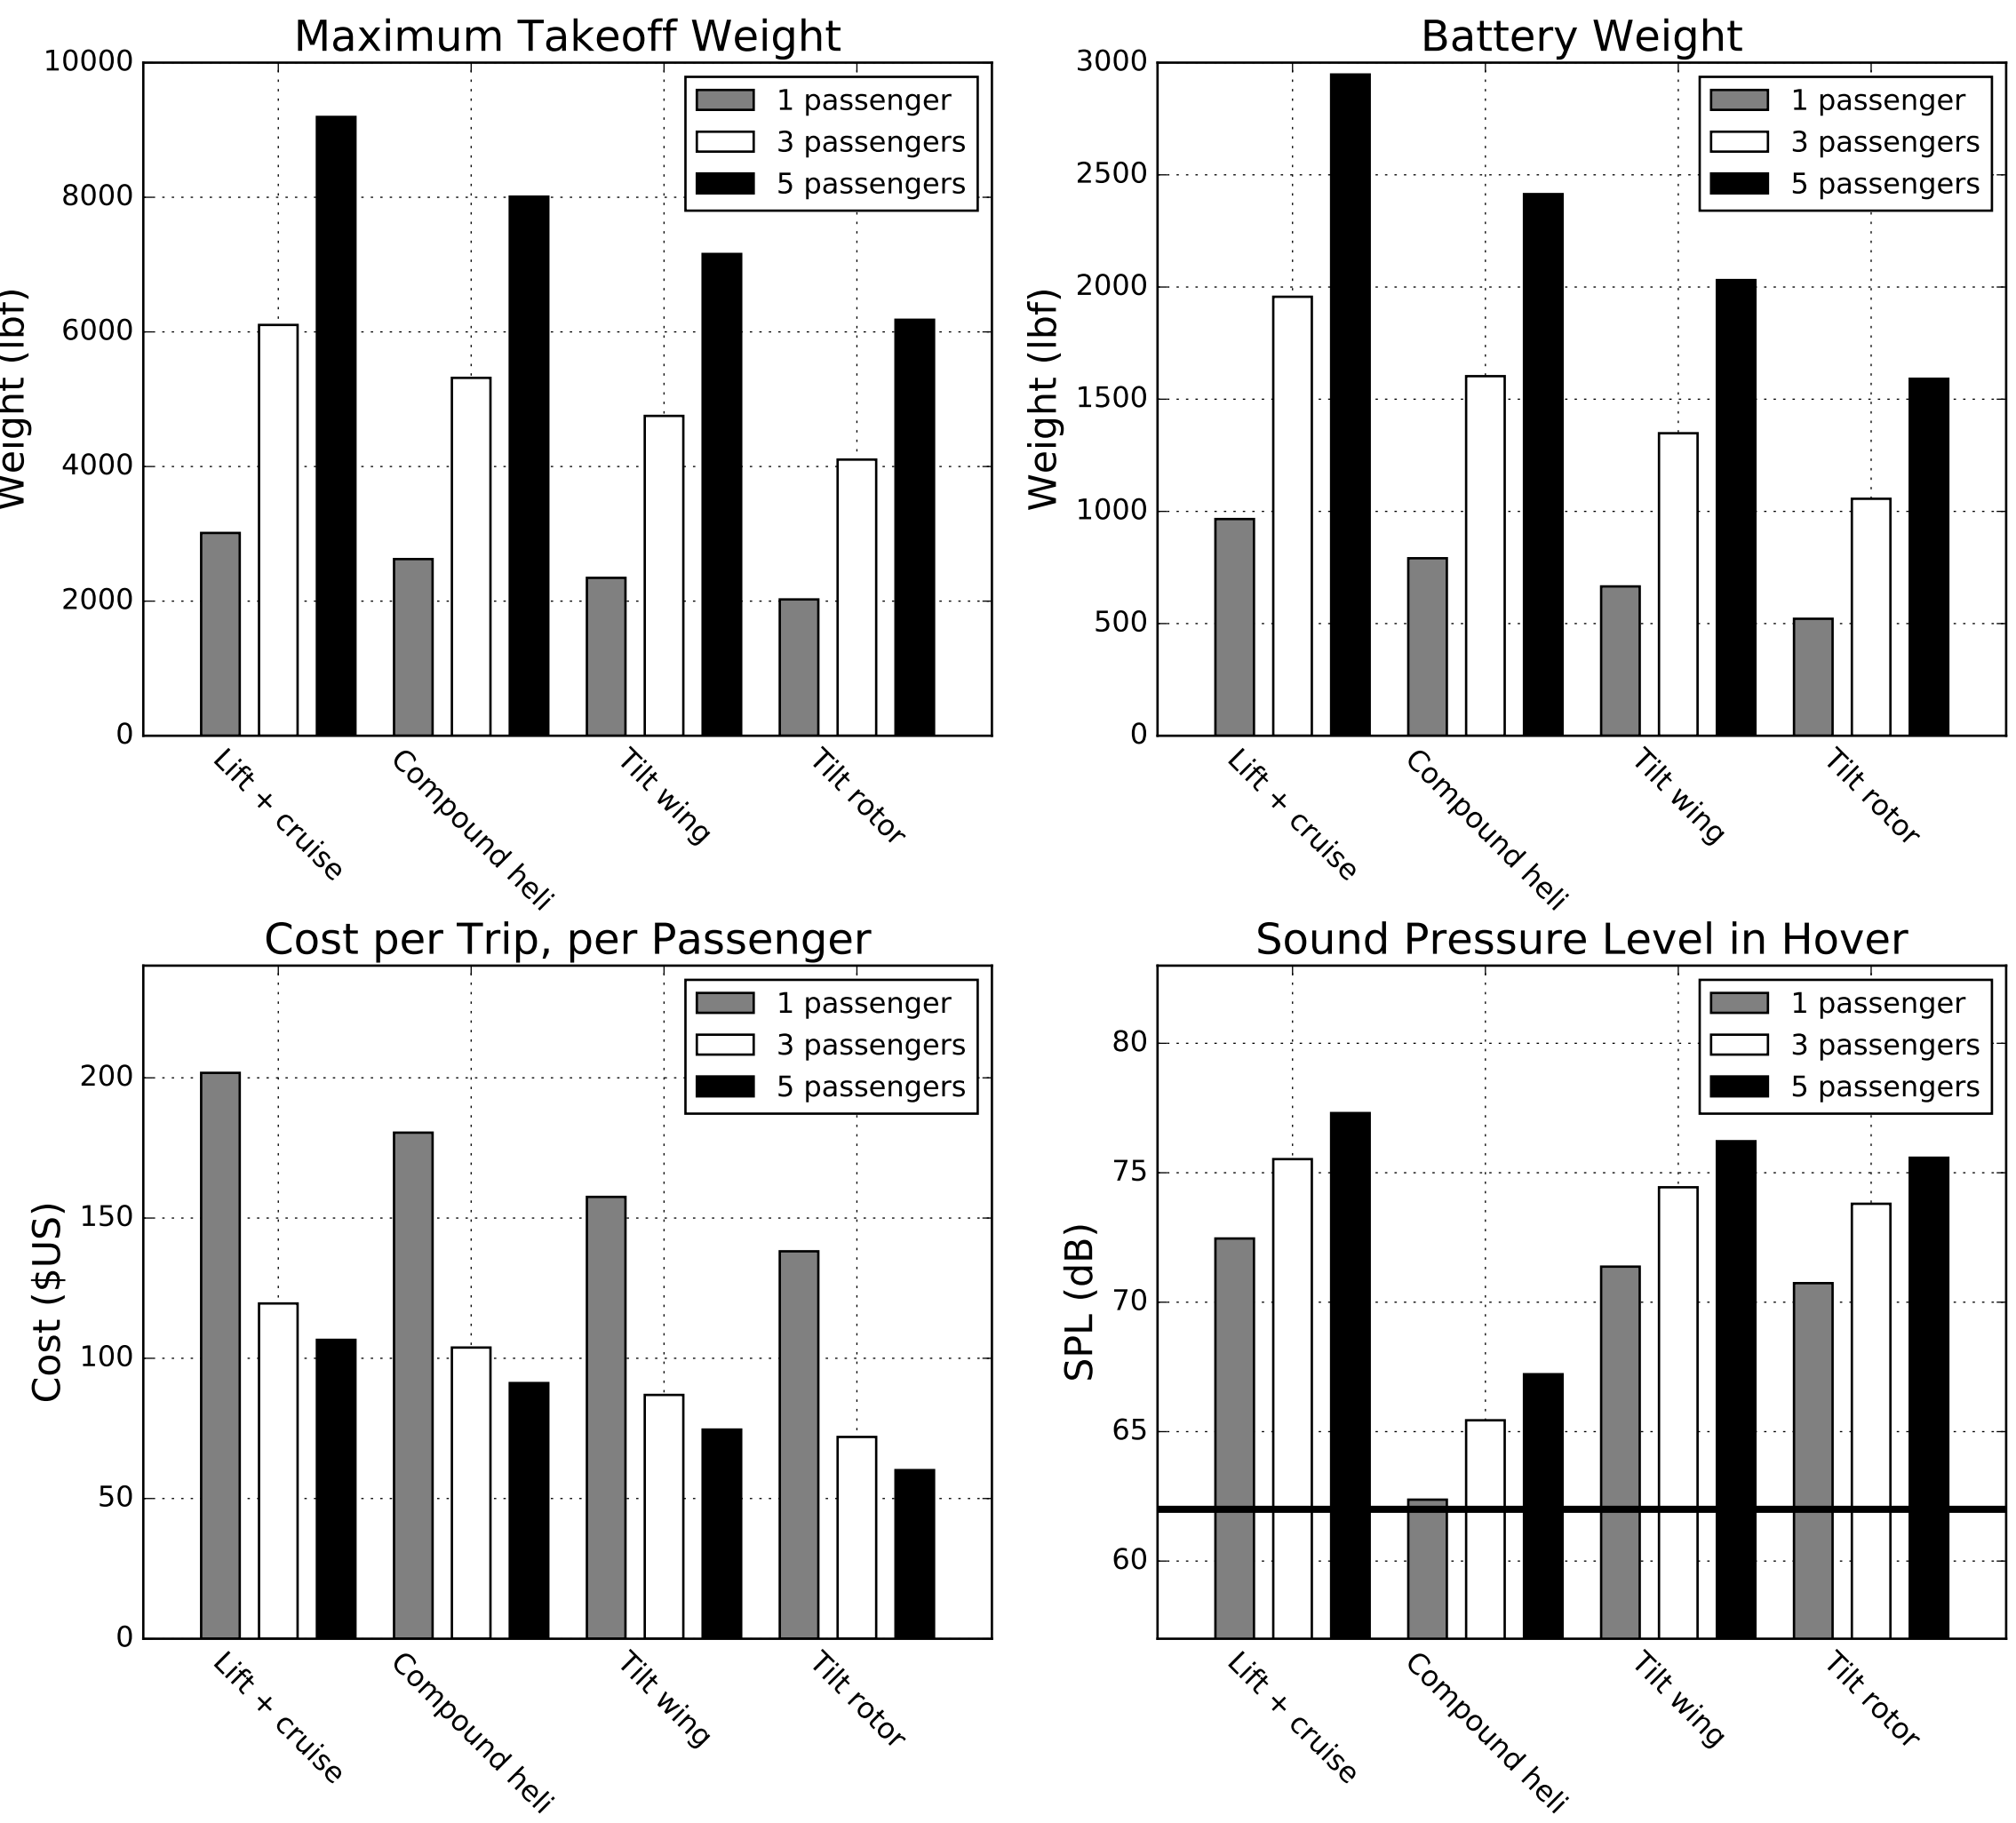 Maximum Takeoff Weight
10000
8000
6000
4000
2000
0
Weight (lbf)
1 passenger
3 passengers
5 passengers
Lift + cruise
Compound heli
Tilt wing
Tilt rotor
Battery Weight
3000
2500
2000
1500
1000
500
0
Weight (lbf)
1 passenger
3 passengers
5 passengers
Lift + cruise
Compound heli
Tilt wing
Tilt rotor
Cost per Trip, per Passenger
200
150
100
50
0
Cost ($US)
1 passenger
3 passengers
5 passengers
Lift + cruise
Compound heli
Tilt wing
Tilt rotor
Sound Pressure Level in Hover
80
75
70
65
60
SPL (dB)
1 passenger
3 passengers
5 passengers
Lift + cruise
Compound heli
Tilt wing
Tilt rotor